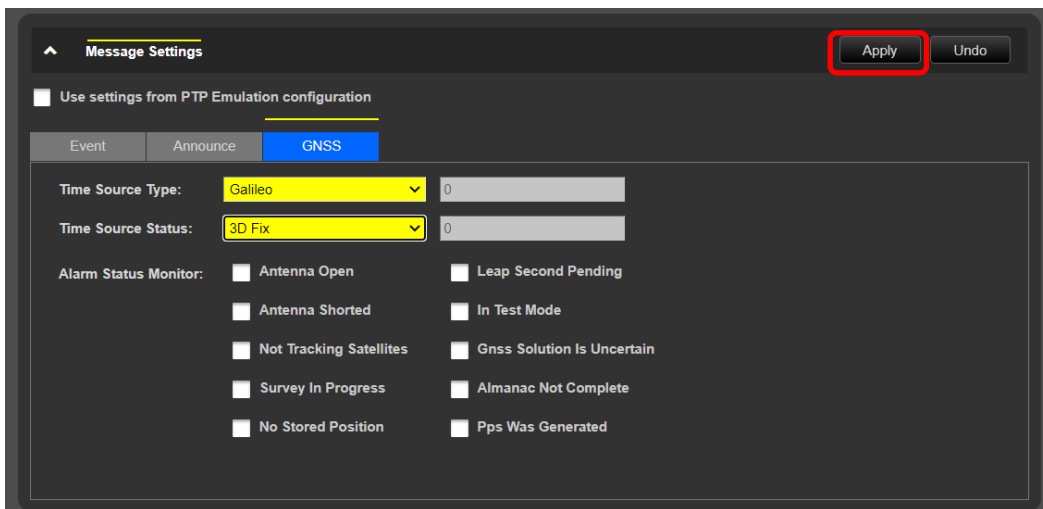 Message Settings Apply Undo
Use settings from PTP Emulation configuration
Event Announce GNSS
Time Source Type: Galileo 0
Time Source Status: 3D Fix 0
Alarm Status Monitor: Antenna Open Leap Second Pending
Antenna Shorted In Test Mode
Not Tracking Satellites Gnss Solution Is Uncertain
Survey In Progress Almanac Not Complete
No Stored Position Pps Was Generated